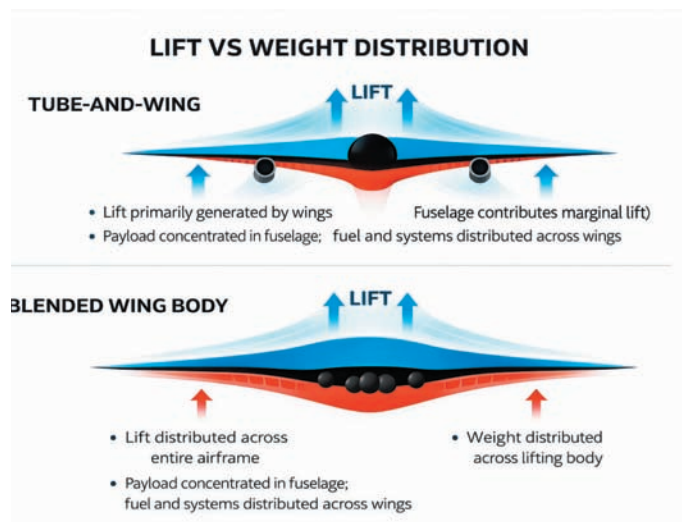 LIFT VS WEIGHT DISTRIBUTION
LIFT
TUBE-AND-WING
• Lift primarily generated by wings
Fuselage contributes marginal lift)
• Payload concentrated in fuselage; fuel and systems distributed across wings
LIFT
BLENDED WING BODY
• Lift distributed across
entire airframe
• Payload concentrated in fuselage;
fuel and systems distributed across wings
• Weight distributed
across lifting body